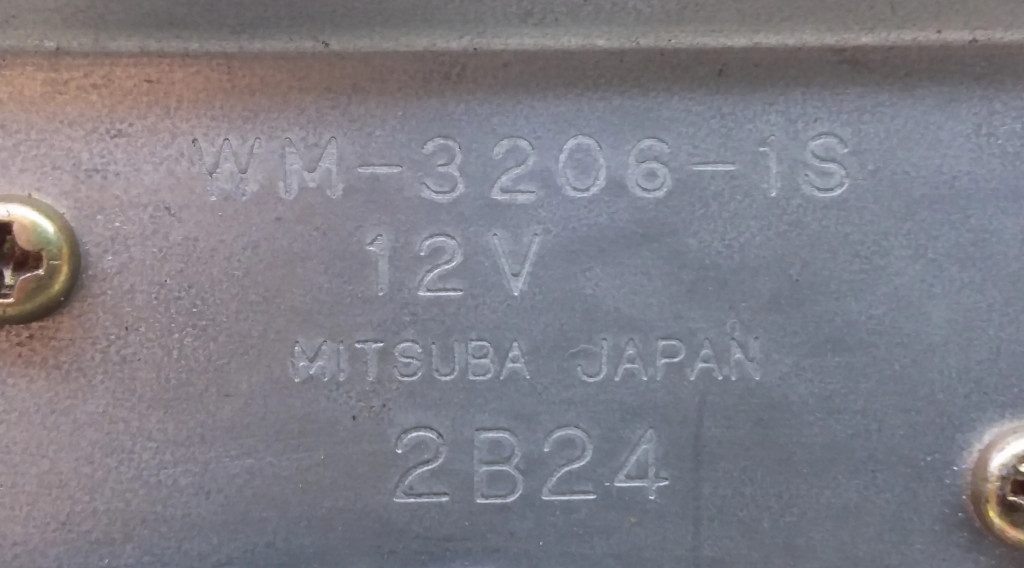 WM-3206-1S
12V
MITSUBA JAPAN
2B24